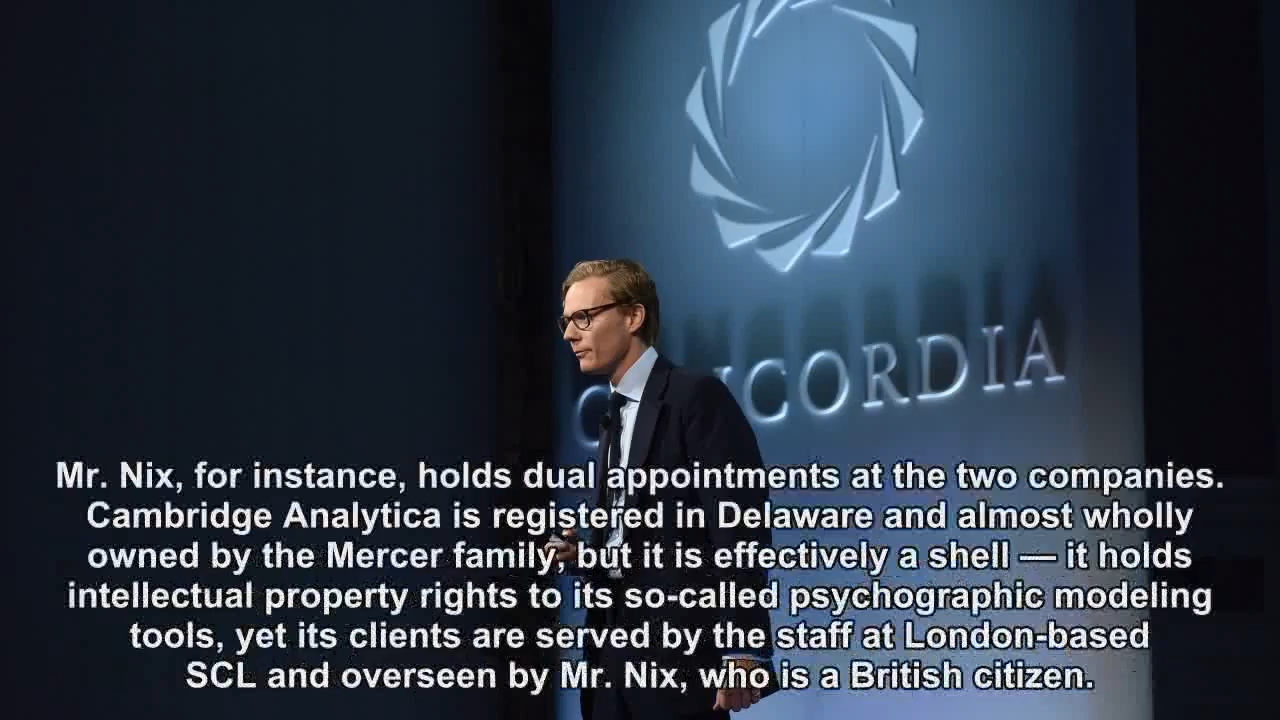 CONCORDIA
Mr. Nix, for instance, holds dual appointments at the two companies.
Cambridge Analytica is registered in Delaware and almost wholly
owned by the Mercer family, but it is effectively a shell — it holds
intellectual property rights to its so-called psychographic modeling
tools, yet its clients are served by the staff at London-based
SCL and overseen by Mr. Nix, who is a British citizen.